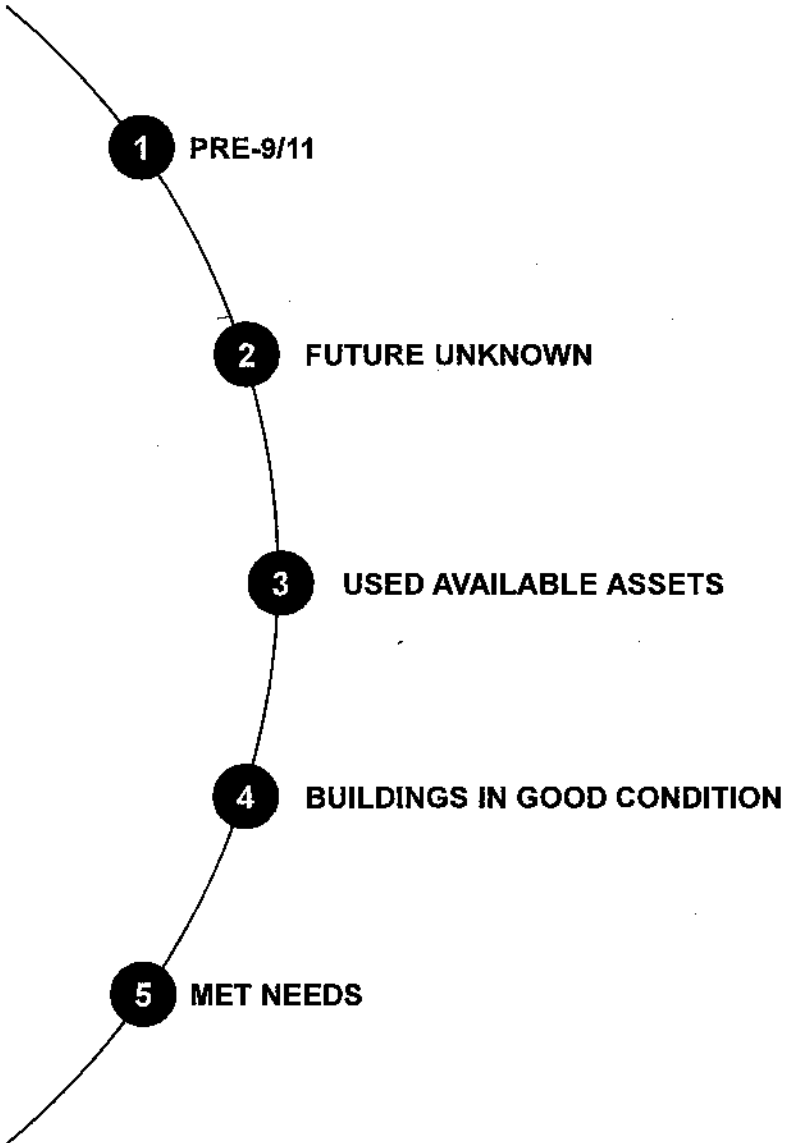 1 PRE-9/11
2 FUTURE UNKNOWN
3 USED AVAILABLE ASSETS
4 BUILDINGS IN GOOD CONDITION
5 MET NEEDS